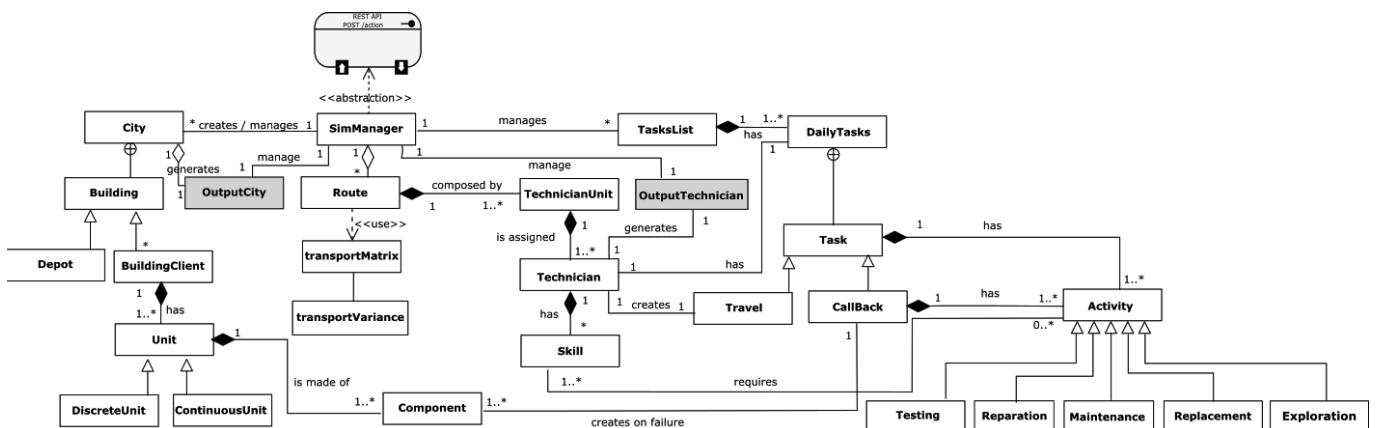 REST API
POST /action
<<abstraction>>
City
* creates / manages 1
SimManager
1 manages *
TasksList
1 has 1..*
DailyTasks
1
generates
1
1 manage 1
1
*
1 manage 1
1
Building
OutputCity
Route
composed by
1 1..*
TechnicianUnit
OutputTechnician
<<use>>
1
is assigned
1..*
1
generates
1
Task
1 has
1..*
Depot
*
BuildingClient
transportMatrix
Technician
1 has
1
has
1..*
1
has
*
1 creates 1
Travel
CallBack
1 has 1..*
Activity
0..*
transportVariance
Unit
1
Skill
1
1..* requires
is made of
DiscreteUnit
ContinuousUnit
1..*
Component
1..*
creates on failure
Testing
Reparation
Maintenance
Replacement
Exploration